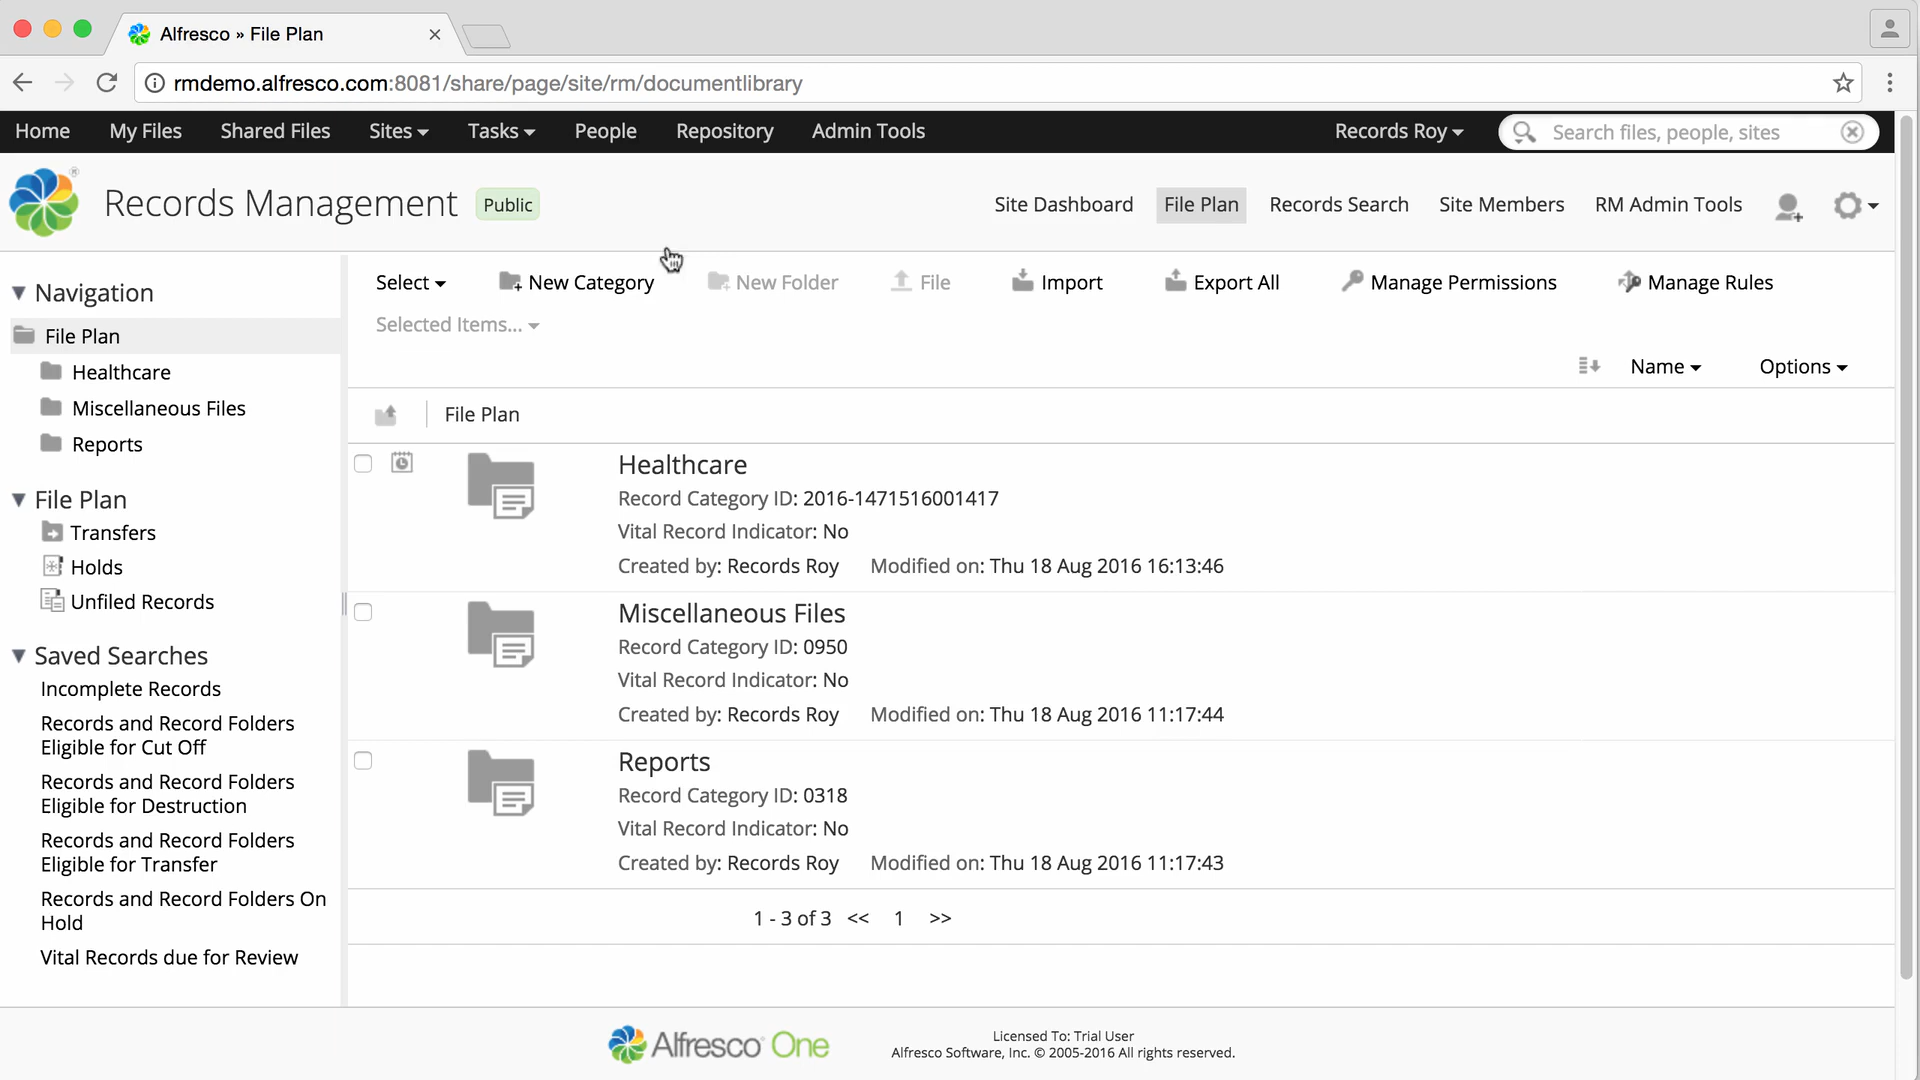 Alfresco » File Plan
rmdemo.alfresco.com:8081/share/page/site/rm/documentlibrary
Home My Files Shared Files Sites Tasks People Repository Admin Tools Records Roy Search files, people, sites
Records Management Public Site Dashboard File Plan Records Search Site Members RM Admin Tools
Select New Category New Folder File Import Export All Manage Permissions Manage Rules
Selected Items...
Name Options
Navigation
File Plan
Healthcare
Miscellaneous Files
Reports
File Plan
Transfers
Holds
Unfiled Records
Saved Searches
Incomplete Records
Records and Record Folders
Eligible for Cut Off
Records and Record Folders
Eligible for Destruction
Records and Record Folders
Eligible for Transfer
Records and Record Folders On
Hold
Vital Records due for Review
File Plan
Healthcare
Record Category ID: 2016-1471516001417
Vital Record Indicator: No
Created by: Records Roy Modified on: Thu 18 Aug 2016 16:13:46
Miscellaneous Files
Record Category ID: 0950
Vital Record Indicator: No
Created by: Records Roy Modified on: Thu 18 Aug 2016 11:17:44
Reports
Record Category ID: 0318
Vital Record Indicator: No
Created by: Records Roy Modified on: Thu 18 Aug 2016 11:17:43
1 - 3 of 3 << 1 >>
Alfresco One
Licensed To: Trial User
Alfresco Software, Inc. © 2005-2016 All rights reserved.